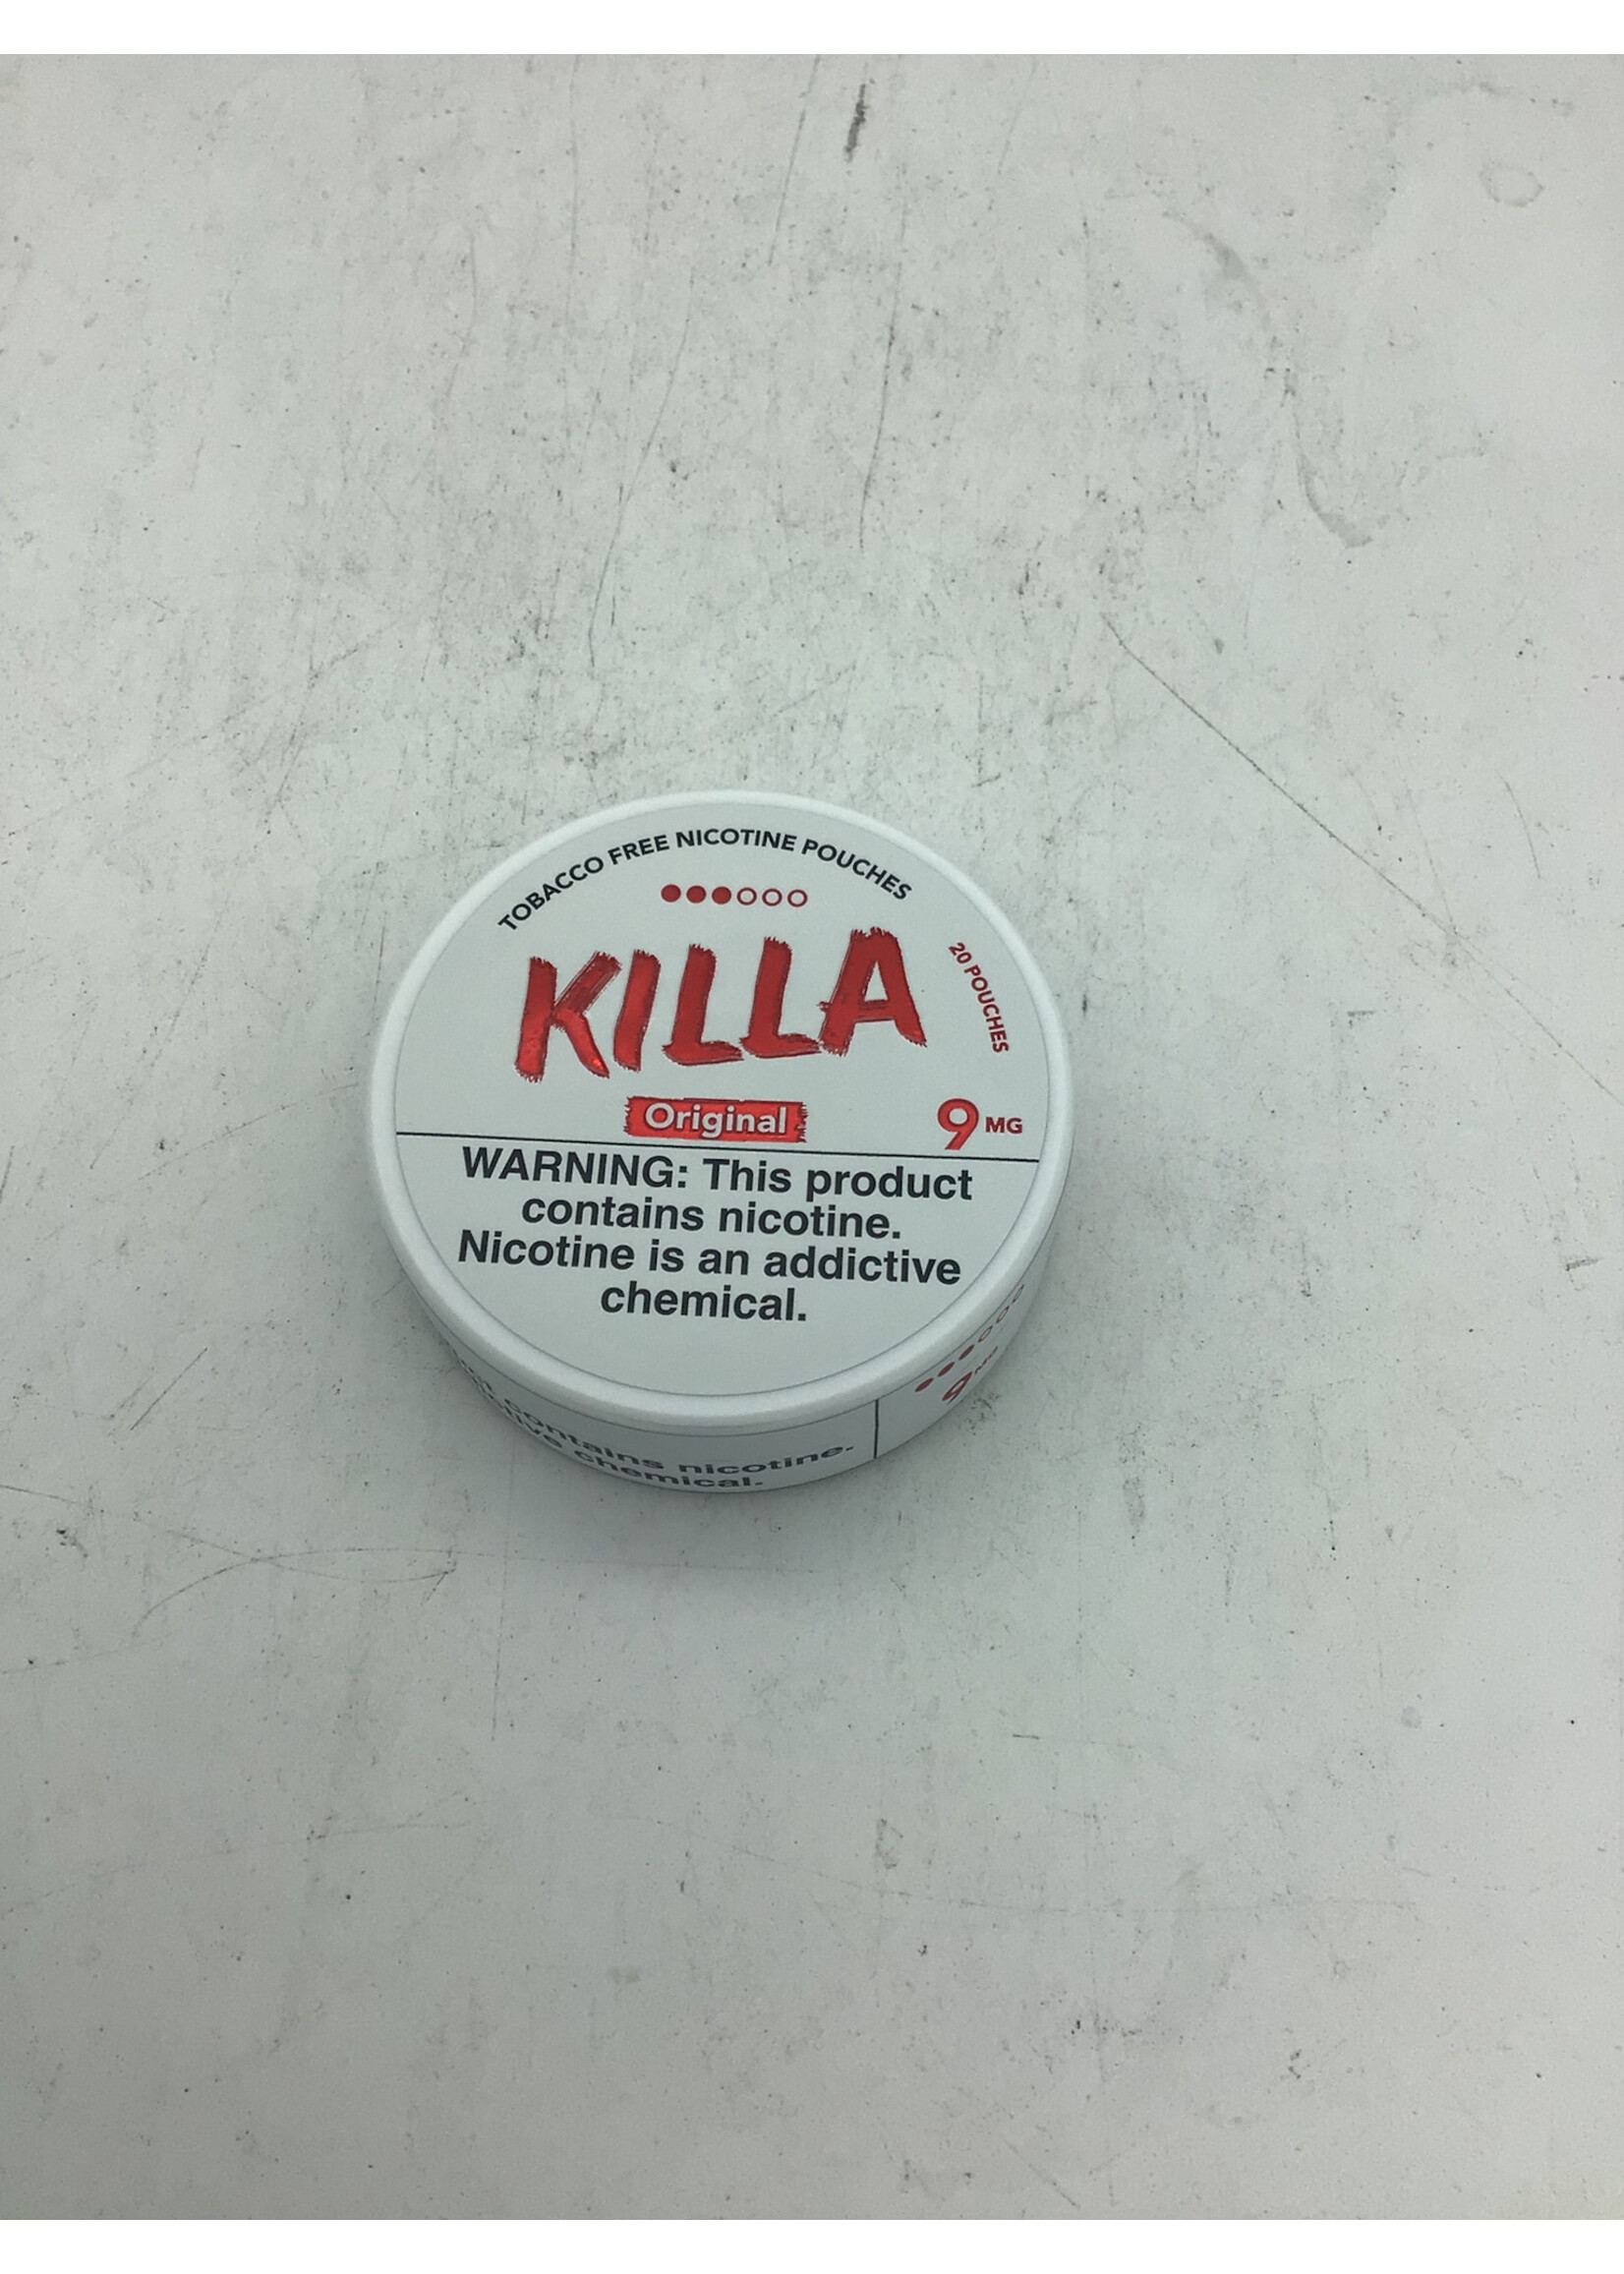 TOBACCO FREE NICOTINE POUCHES
KILLA
20 POUCHES
Original
9 MG
WARNING: This product
contains nicotine.
Nicotine is an addictive
chemical.
contains nicotine.
chemical.
9 MG